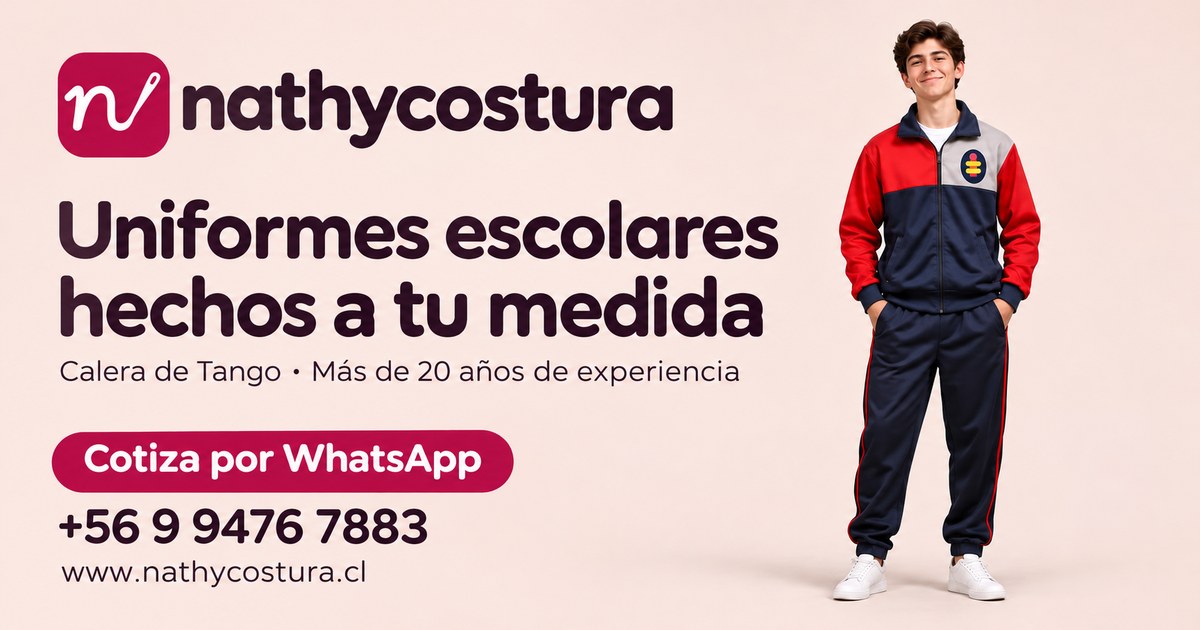 n
nathycostura
Uniformes escolares
hechos a tu medida
Calera de Tango • Más de 20 años de experiencia
Cotiza por WhatsApp
+56 9 9476 7883
www.nathycostura.cl